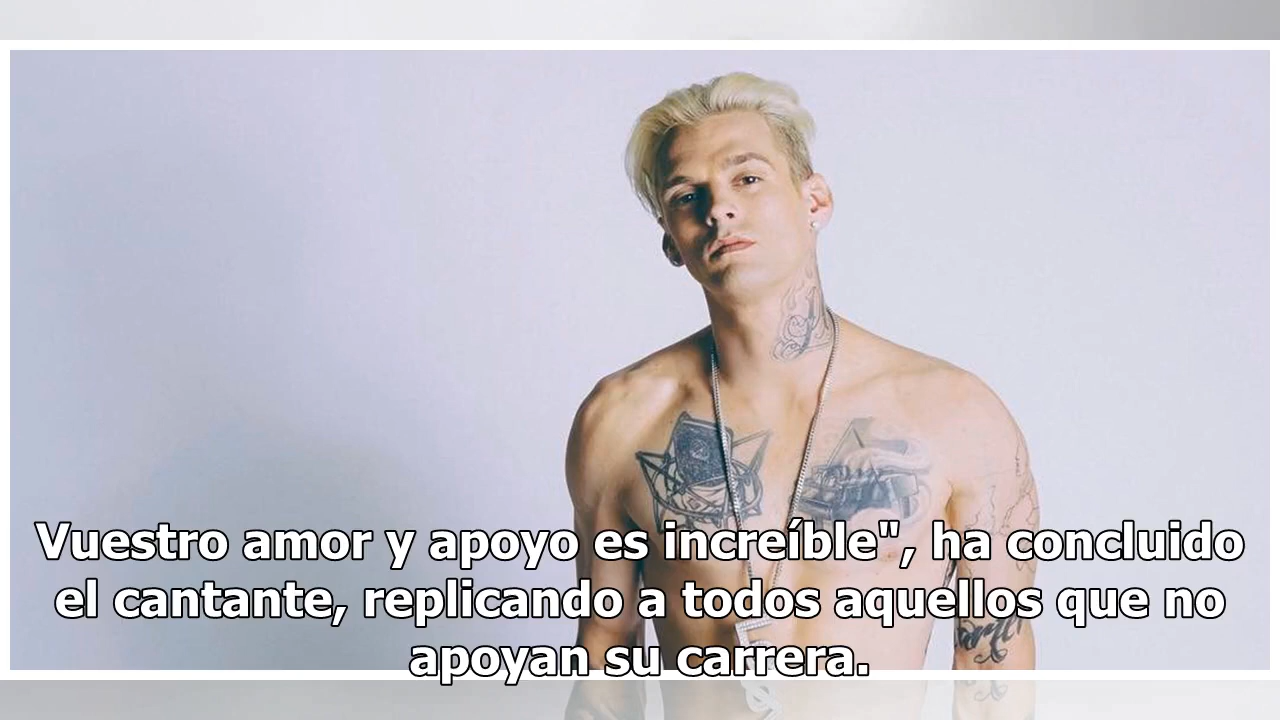 Vuestro amor y apoyo es increíble", ha concluido
el cantante, replicando a todos aquellos que no
apoyan su carrera.